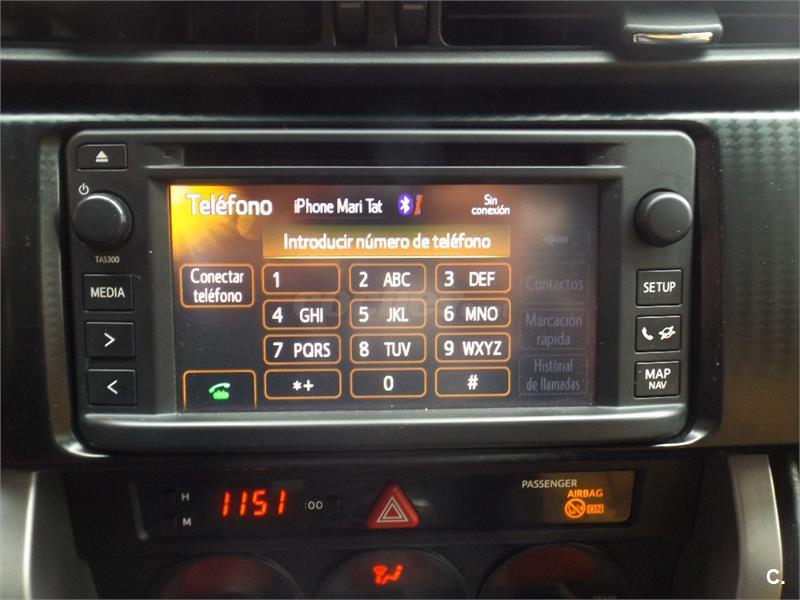 Teléfono iPhone Mari Tat Sin conexión
Introducir número de teléfono
Conectar teléfono
1 2 ABC 3 DEF
4 GHI 5 JKL 6 MNO
7 PQRS 8 TUV 9 WXYZ
*+ 0 #
Contactos
Marcación rápida
Histórial de llamadas
TAS300
MEDIA
>
<
SETUP
MAP
NAV
H
M
1151 :00
PASSENGER
AIRBAG
ON
C.